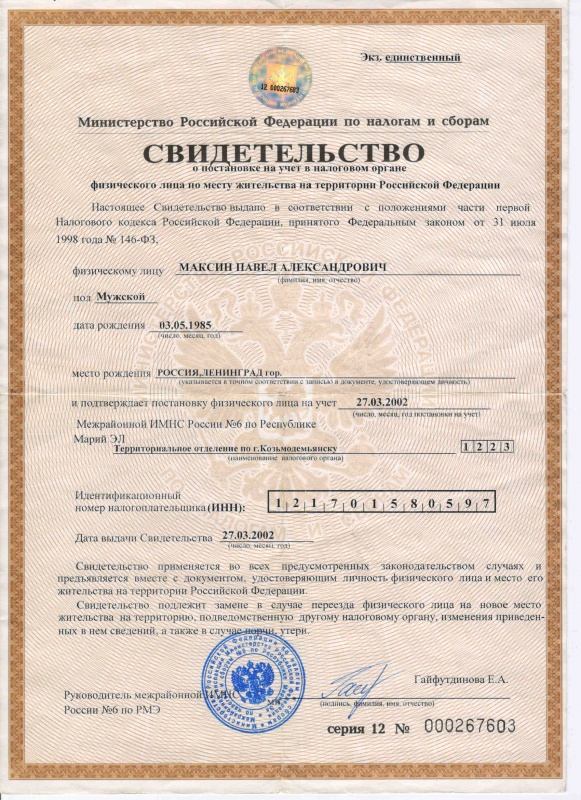 Экз. единственный
12 000267603
Министерство Российской Федерации по налогам и сборам
СВИДЕТЕЛЬСТВО
о постановке на учет в налоговом органе
физического лица по месту жительства на территории Российской Федерации
Настоящее Свидетельство выдано в соответствии с положениями части первой
Налогового кодекса Российской Федерации, принятого Федеральным законом от 31 июля
1998 года № 146-ФЗ,
физическому лицу МАКСИН ПАВЕЛ АЛЕКСАНДРОВИЧ
(фамилия, имя, отчество)
пол Мужской
дата рождения 03.05.1985
(число, месяц, год)
место рождения РОССИЯ,ЛЕНИНГРАД гор.
(указывается в точном соответствии с записью в документе, удостоверяющем личность)
и подтверждает постановку физического лица на учет 27.03.2002
(число, месяц, год постановки на учет)
Межрайонной ИМНС России №6 по Республике
Марий ЭЛ
Территориальное отделение по г.Козьмодемьянску 1 2 2 3
(наименование налогового органа)
Идентификационный
номер налогоплательщика (ИНН): 1 2 1 7 0 1 5 8 0 5 9 7
Дата выдачи Свидетельства 27.03.2002
(число, месяц, год)
Свидетельство применяется во всех предусмотренных законодательством случаях и
предъявляется вместе с документом, удостоверяющим личность физического лица и место его
жительства на территории Российской Федерации.
Свидетельство подлежит замене в случае переезда физического лица на новое место
жительства на территорию, подведомственную другому налоговому органу, изменения приведен-
ных в нем сведений, а также в случае порчи, утери.
Гайфутдинова Е.А.
Руководитель межрайонной ИМНС
России №6 по РМЭ
(подпись, фамилия, имя, отчество)
серия 12 № 000267603